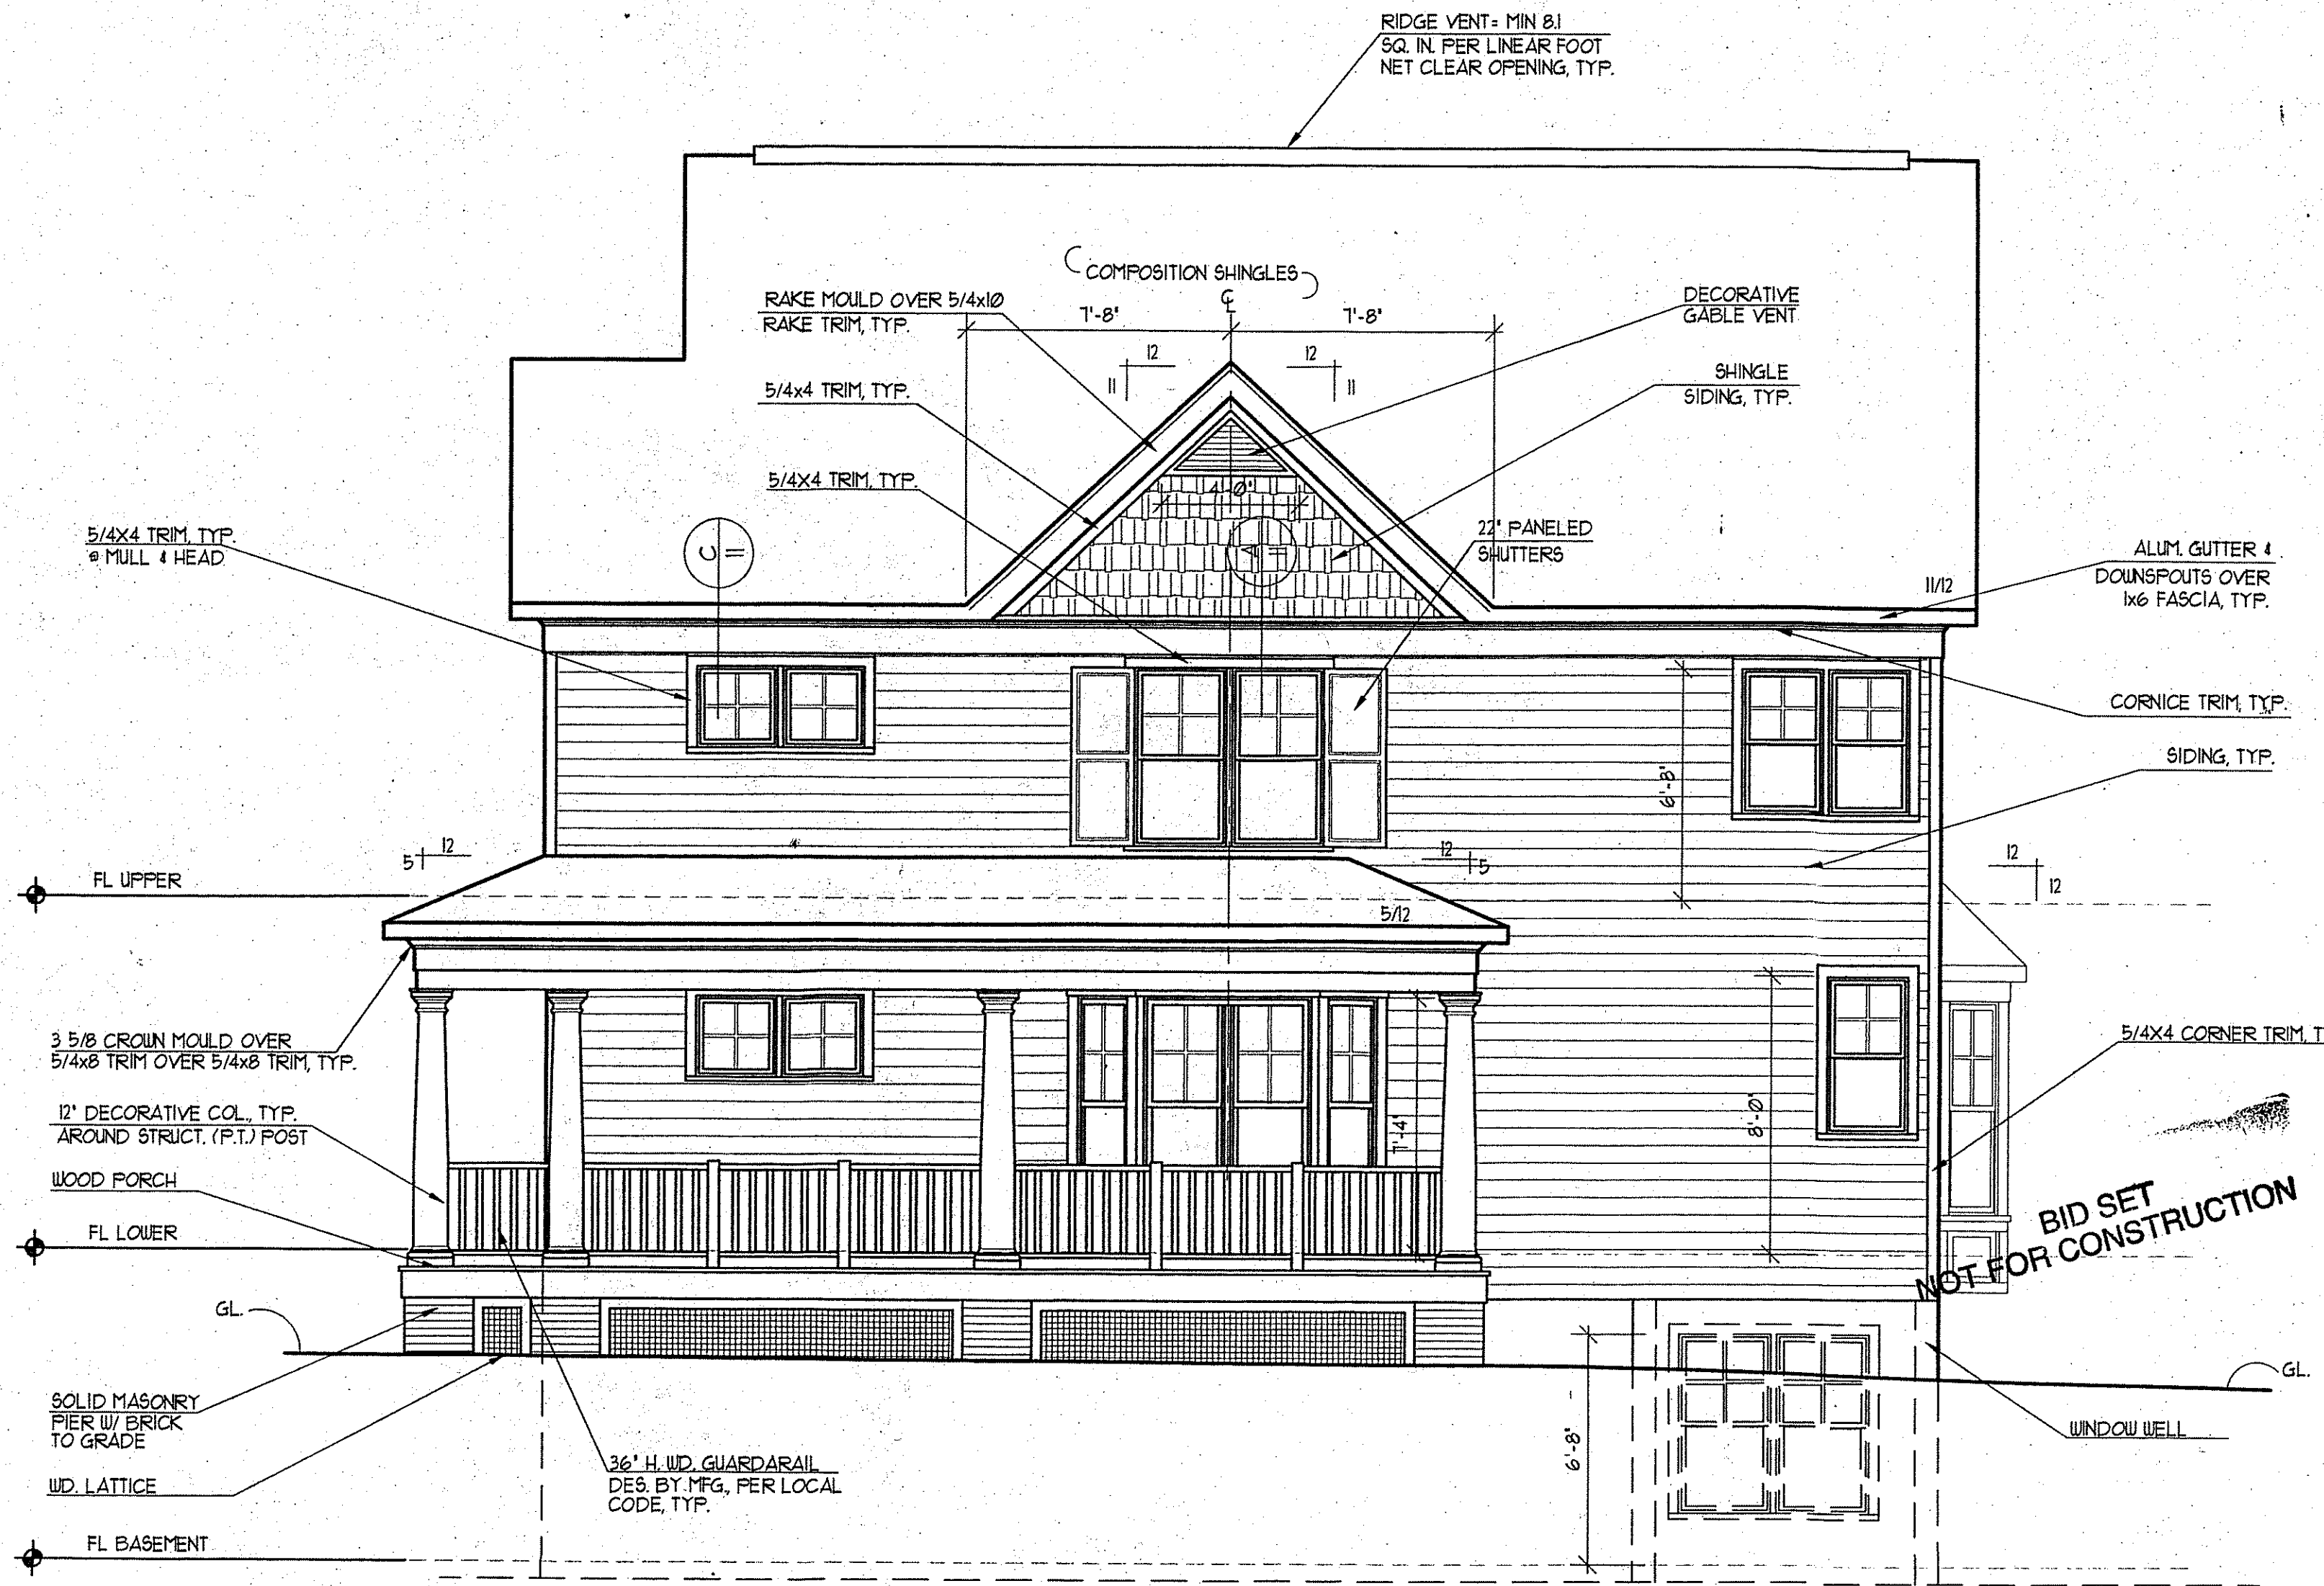 RIDGE VENT= MIN 8.1
SQ. IN. PER LINEAR FOOT
NET CLEAR OPENING, TYP.
COMPOSITION SHINGLES
RAKE MOULD OVER 5/4x10
RAKE TRIM, TYP.
7'-8"
℄
7'-8"
DECORATIVE
GABLE VENT
12
11
12
11
5/4x4 TRIM, TYP.
SHINGLE
SIDING, TYP.
5/4X4 TRIM, TYP.
4'-0"
5/4X4 TRIM, TYP.
@ MULL & HEAD
C
11
A
11
22" PANELED
SHUTTERS
ALUM. GUTTER &
DOWNSPOUTS OVER
1x6 FASCIA, TYP.
11/12
CORNICE TRIM, TYP.
SIDING, TYP.
6'-8"
5
12
12
5
12
12
FL UPPER
5/12
3 5/8 CROWN MOULD OVER
5/4x8 TRIM OVER 5/4x8 TRIM, TYP.
5/4X4 CORNER TRIM, T
12" DECORATIVE COL., TYP.
AROUND STRUCT. (P.T.) POST
7'-4"
8'-0"
WOOD PORCH
BID SET
NOT FOR CONSTRUCTION
FL LOWER
GL.
GL.
SOLID MASONRY
PIER W/ BRICK
TO GRADE
WINDOW WELL
6'-8"
36" H. WD. GUARDARAIL
DES. BY MFG., PER LOCAL
CODE, TYP.
WD. LATTICE
FL BASEMENT